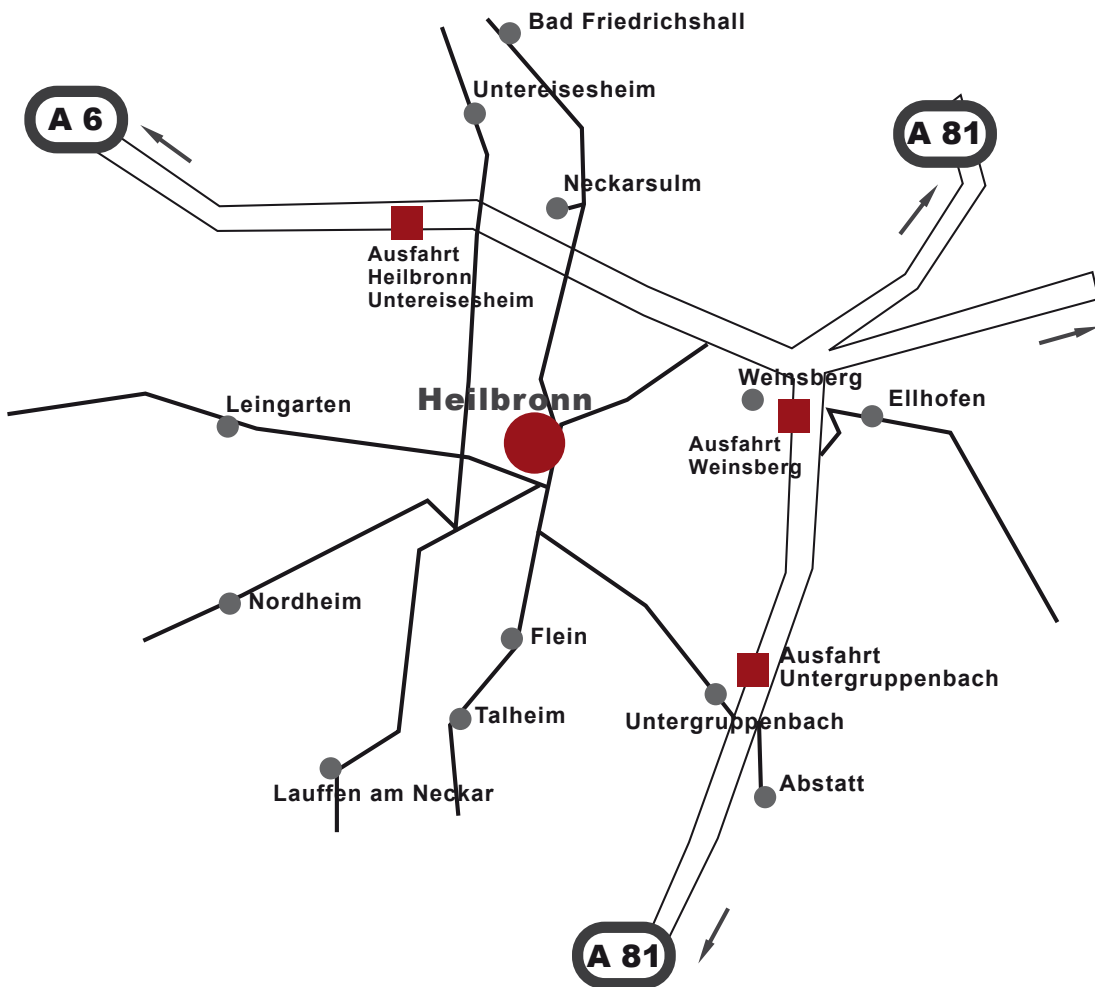 Bad Friedrichshall
Untereisesheim
A 6
A 81
Neckarsulm
Ausfahrt
Heilbronn
Untereisesheim
Weinsberg
Heilbronn
Leingarten
Ellhofen
Ausfahrt
Weinsberg
Nordheim
Flein
Ausfahrt
Untergruppenbach
Talheim
Untergruppenbach
Abstatt
Lauffen am Neckar
A 81